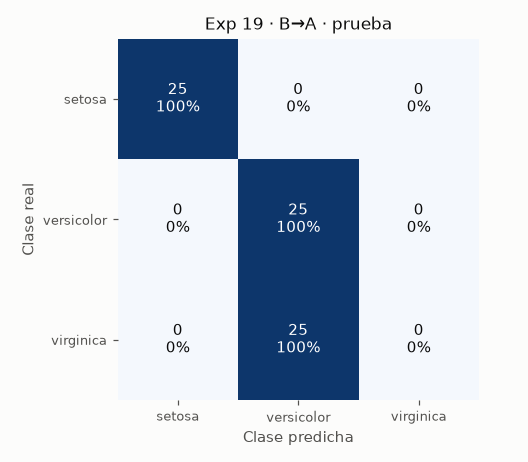 Exp 19 · B→A · prueba
Clase real
setosa
25
100%
0
0%
0
0%
versicolor
0
0%
25
100%
0
0%
virginica
0
0%
25
100%
0
0%
setosa
versicolor
virginica
Clase predicha